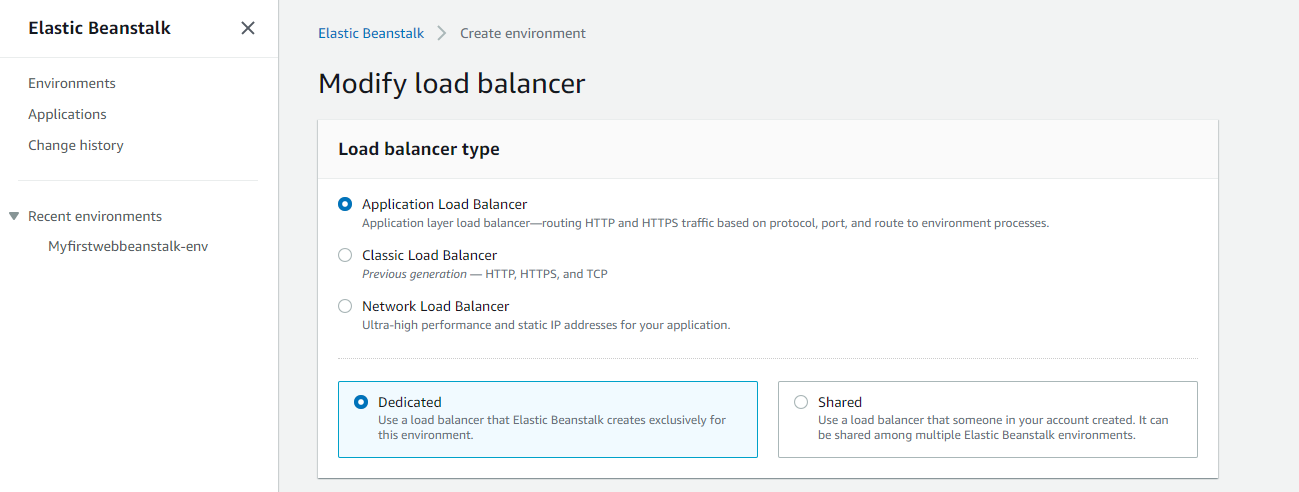 Elastic Beanstalk
Environments
Applications
Change history
Recent environments
Myfirstwebbeanstalk-env
Elastic Beanstalk
Create environment
Modify load balancer
Load balancer type
Application Load Balancer
Application layer load balancer—routing HTTP and HTTPS traffic based on protocol, port, and route to environment processes.
Classic Load Balancer
Previous generation — HTTP, HTTPS, and TCP
Network Load Balancer
Ultra-high performance and static IP addresses for your application.
Dedicated
Use a load balancer that Elastic Beanstalk creates exclusively for
this environment.
Shared
Use a load balancer that someone in your account created. It can
be shared among multiple Elastic Beanstalk environments.